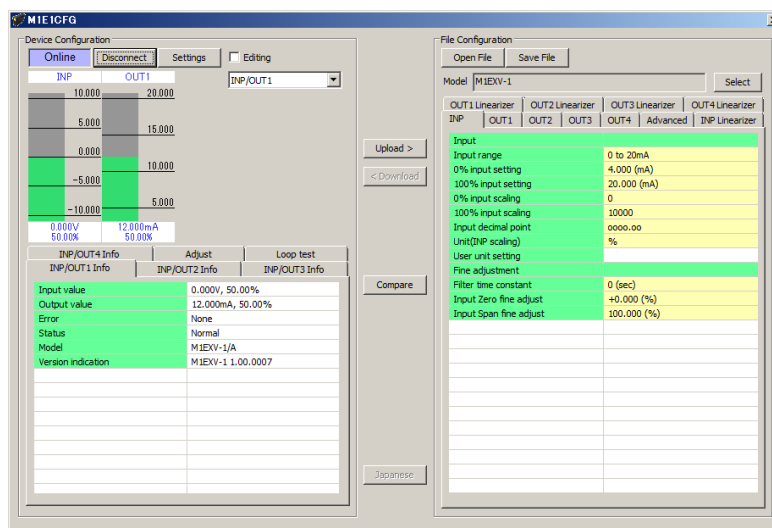 M1E1CFG
Device Configuration
Online Disconnect Settings Editing
INP OUT1 INP/OUT1
10.000 20.000
5.000 15.000
0.000
10.000
-5.000
5.000
-10.000
0.000V 12.000mA
50.00% 50.00%
INP/OUT4 Info Adjust Loop test
INP/OUT1 Info INP/OUT2 Info INP/OUT3 Info
Input value 0.000V, 50.00%
Output value 12.000mA, 50.00%
Error None
Status Normal
Model M1EXV-1/A
Version indication M1EXV-1 1.00.0007
Upload >
< Download
Compare
Japanese
File Configuration
Open File Save File
Model M1EXV-1 Select
OUT1 Linearizer OUT2 Linearizer OUT3 Linearizer OUT4 Linearizer
INP OUT1 OUT2 OUT3 OUT4 Advanced INP Linearizer
Input
Input range 0 to 20mA
0% input setting 4.000 (mA)
100% input setting 20.000 (mA)
0% input scaling 0
100% input scaling 10000
Input decimal point oooo.oo
Unit(INP scaling) %
User unit setting
Fine adjustment
Filter time constant 0 (sec)
Input Zero fine adjust +0.000 (%)
Input Span fine adjust 100.000 (%)